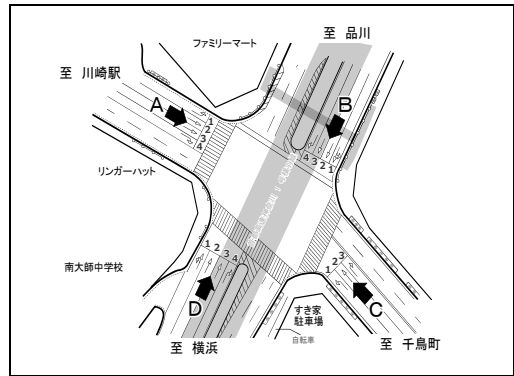 至 品川
ファミリーマート
至 川崎駅
A
B
1
2
3
4
4 3 2 1
リンガーハット
1 2 3 4
1 2 3
南大師中学校
D
C
すき家
駐車場
自転車
至 横浜
至 千鳥町